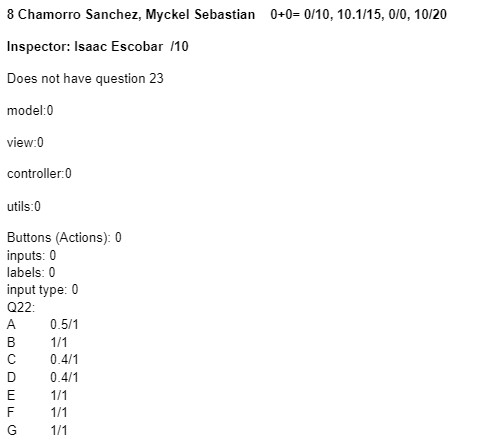 8 Chamorro Sanchez, Myckel Sebastian 0+0= 0/10, 10.1/15, 0/0, 10/20
Inspector: Isaac Escobar /10
Does not have question 23
model:0
view:0
controller:0
utils:0
Buttons (Actions): 0
inputs: 0
labels: 0
input type: 0
Q22:
A 0.5/1
B 1/1
C 0.4/1
D 0.4/1
E 1/1
F 1/1
G 1/1